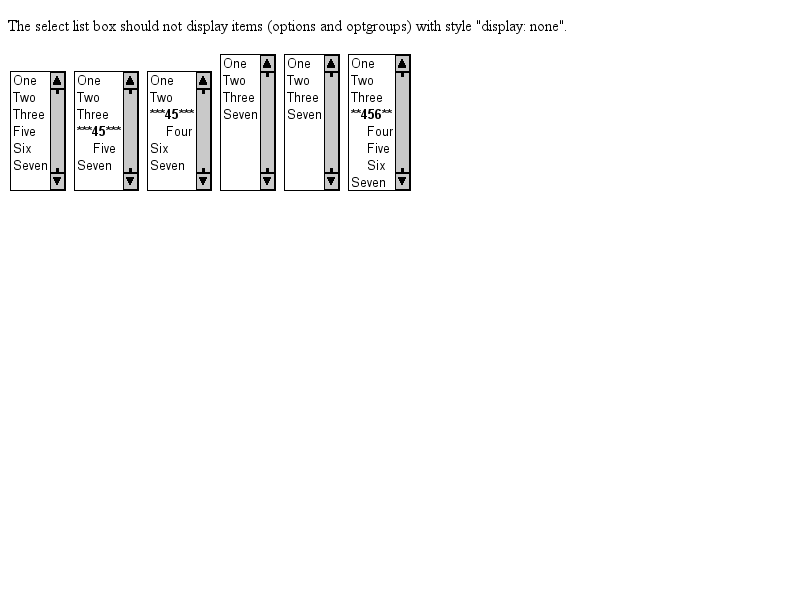 The select list box should not display items (options and optgroups) with style "display: none".
One
Two
Three
Five
Six
Seven
One
Two
Three
***45***
Five
Seven
One
Two
***45***
Four
Six
Seven
One
Two
Three
Seven
One
Two
Three
Seven
One
Two
Three
**456**
Four
Five
Six
Seven